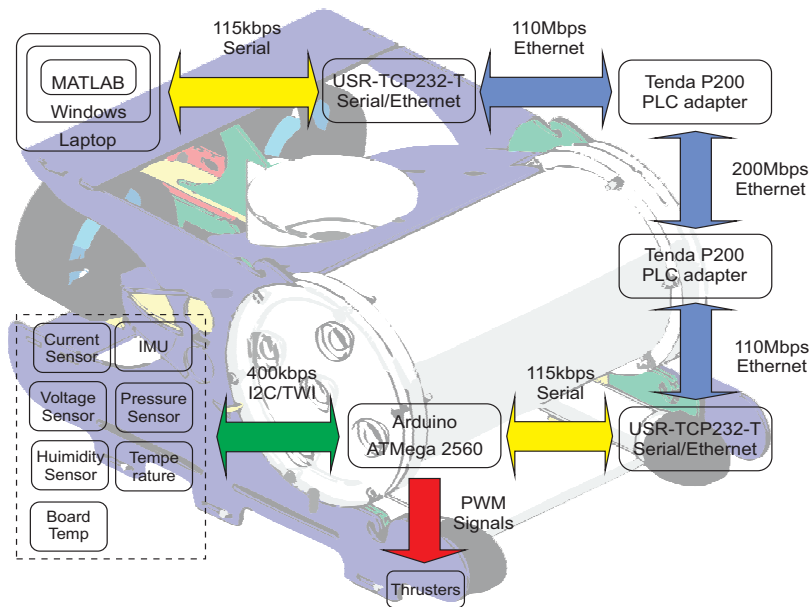 115kbps
Serial
110Mbps
Ethernet
MATLAB
Windows
Laptop
USR-TCP232-T
Serial/Ethernet
Tenda P200
PLC adapter
200Mbps
Ethernet
Tenda P200
PLC adapter
110Mbps
Ethernet
Current
Sensor
IMU
Voltage
Sensor
Pressure
Sensor
Huimidity
Sensor
Tempe
rature
Board
Temp
400kbps
I2C/TWI
Arduino
ATMega 2560
115kbps
Serial
USR-TCP232-T
Serial/Ethernet
PWM
Signals
Thrusters